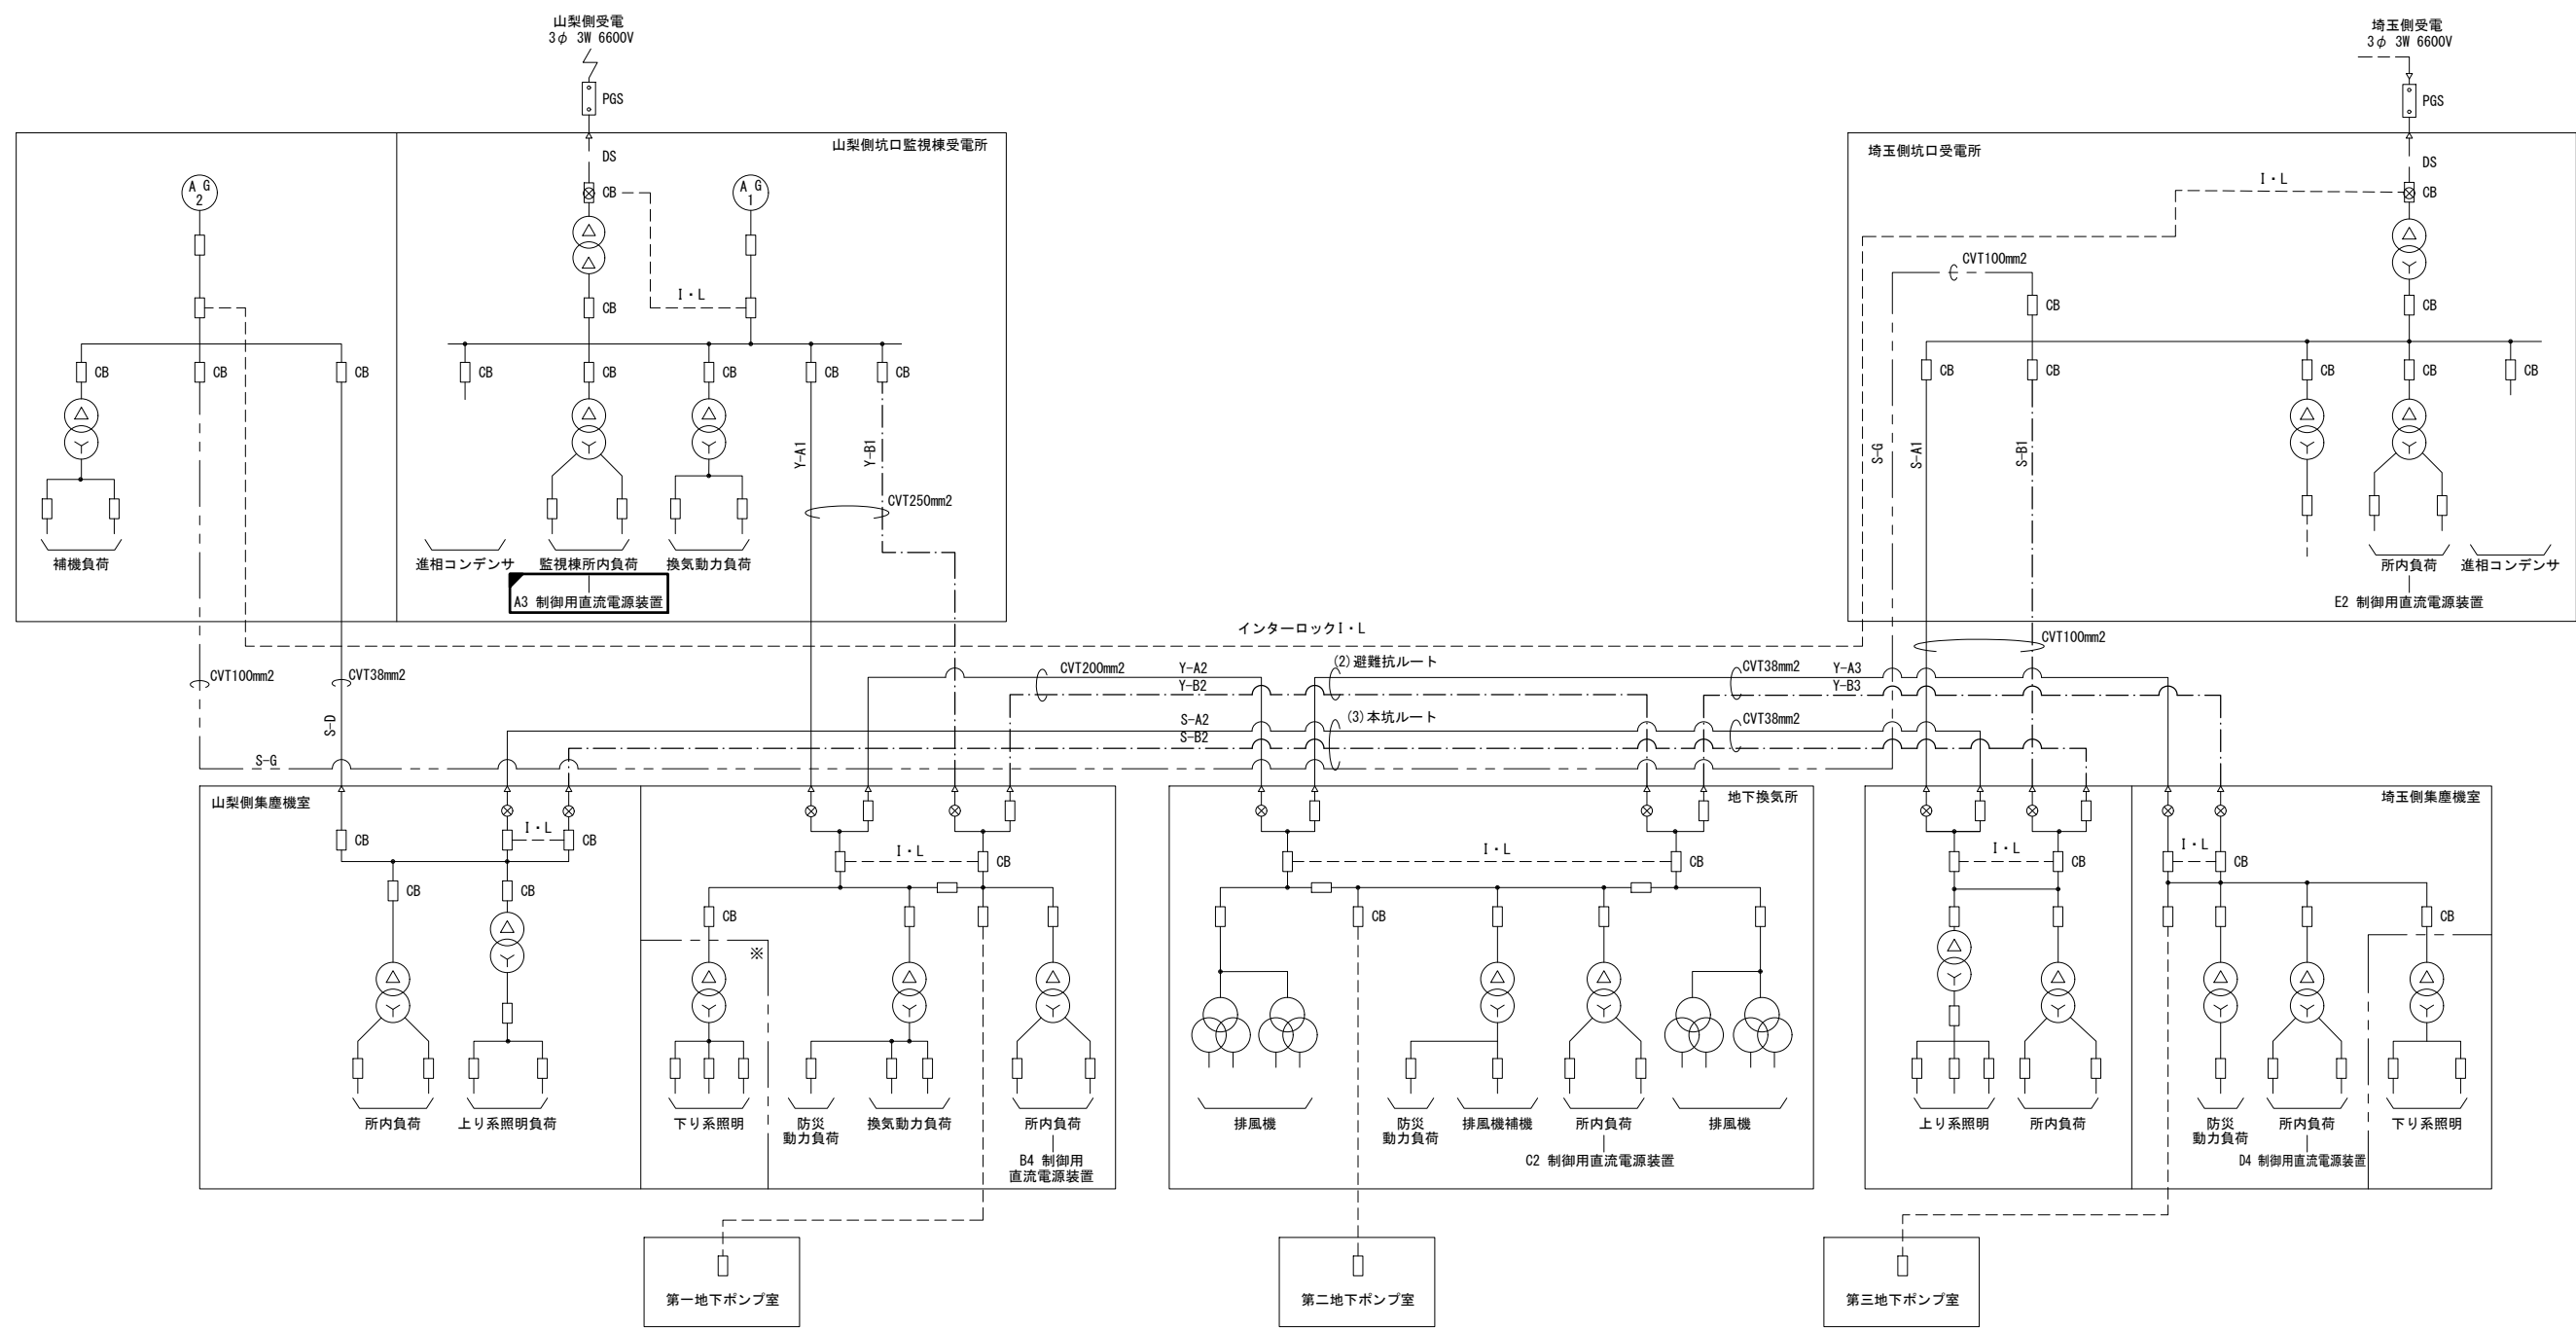 山梨側受電
3φ 3W 6600V
PGS
埼玉側受電
3φ 3W 6600V
PGS
山梨側坑口監視棟受電所
A G
2
DS
CB
A G
1
I・L
CB
CB
CB
CB
CB
CB
CB
CB
CB
Y-A1
Y-B1
CVT250mm2
補機負荷
進相コンデンサ
監視棟所内負荷
換気動力負荷
A3 制御用直流電源装置
埼玉側坑口受電所
DS
I・L
CB
CVT100mm2
CB
CB
CB
CB
CB
CB
CB
S-G
S-A1
S-B1
所内負荷
進相コンデンサ
E2 制御用直流電源装置
インターロックI・L
CVT100mm2
CVT100mm2
CVT38mm2
S-D
CVT200mm2
Y-A2
Y-B2
(2)避難抗ルート
CVT38mm2
Y-A3
Y-B3
S-A2
S-B2
(3)本坑ルート
CVT38mm2
S-G
山梨側集塵機室
CB
I・L
CB
CB
CB
I・L
CB
CB
※
所内負荷
上り系照明負荷
下り系照明
防災
動力負荷
換気動力負荷
所内負荷
B4 制御用
直流電源装置
地下換気所
I・L
CB
CB
排風機
防災
動力負荷
排風機補機
所内負荷
排風機
C2 制御用直流電源装置
埼玉側集塵機室
I・L
CB
I・L
CB
CB
上り系照明
所内負荷
防災
動力負荷
所内負荷
下り系照明
D4 制御用直流電源装置
第一地下ポンプ室
第二地下ポンプ室
第三地下ポンプ室